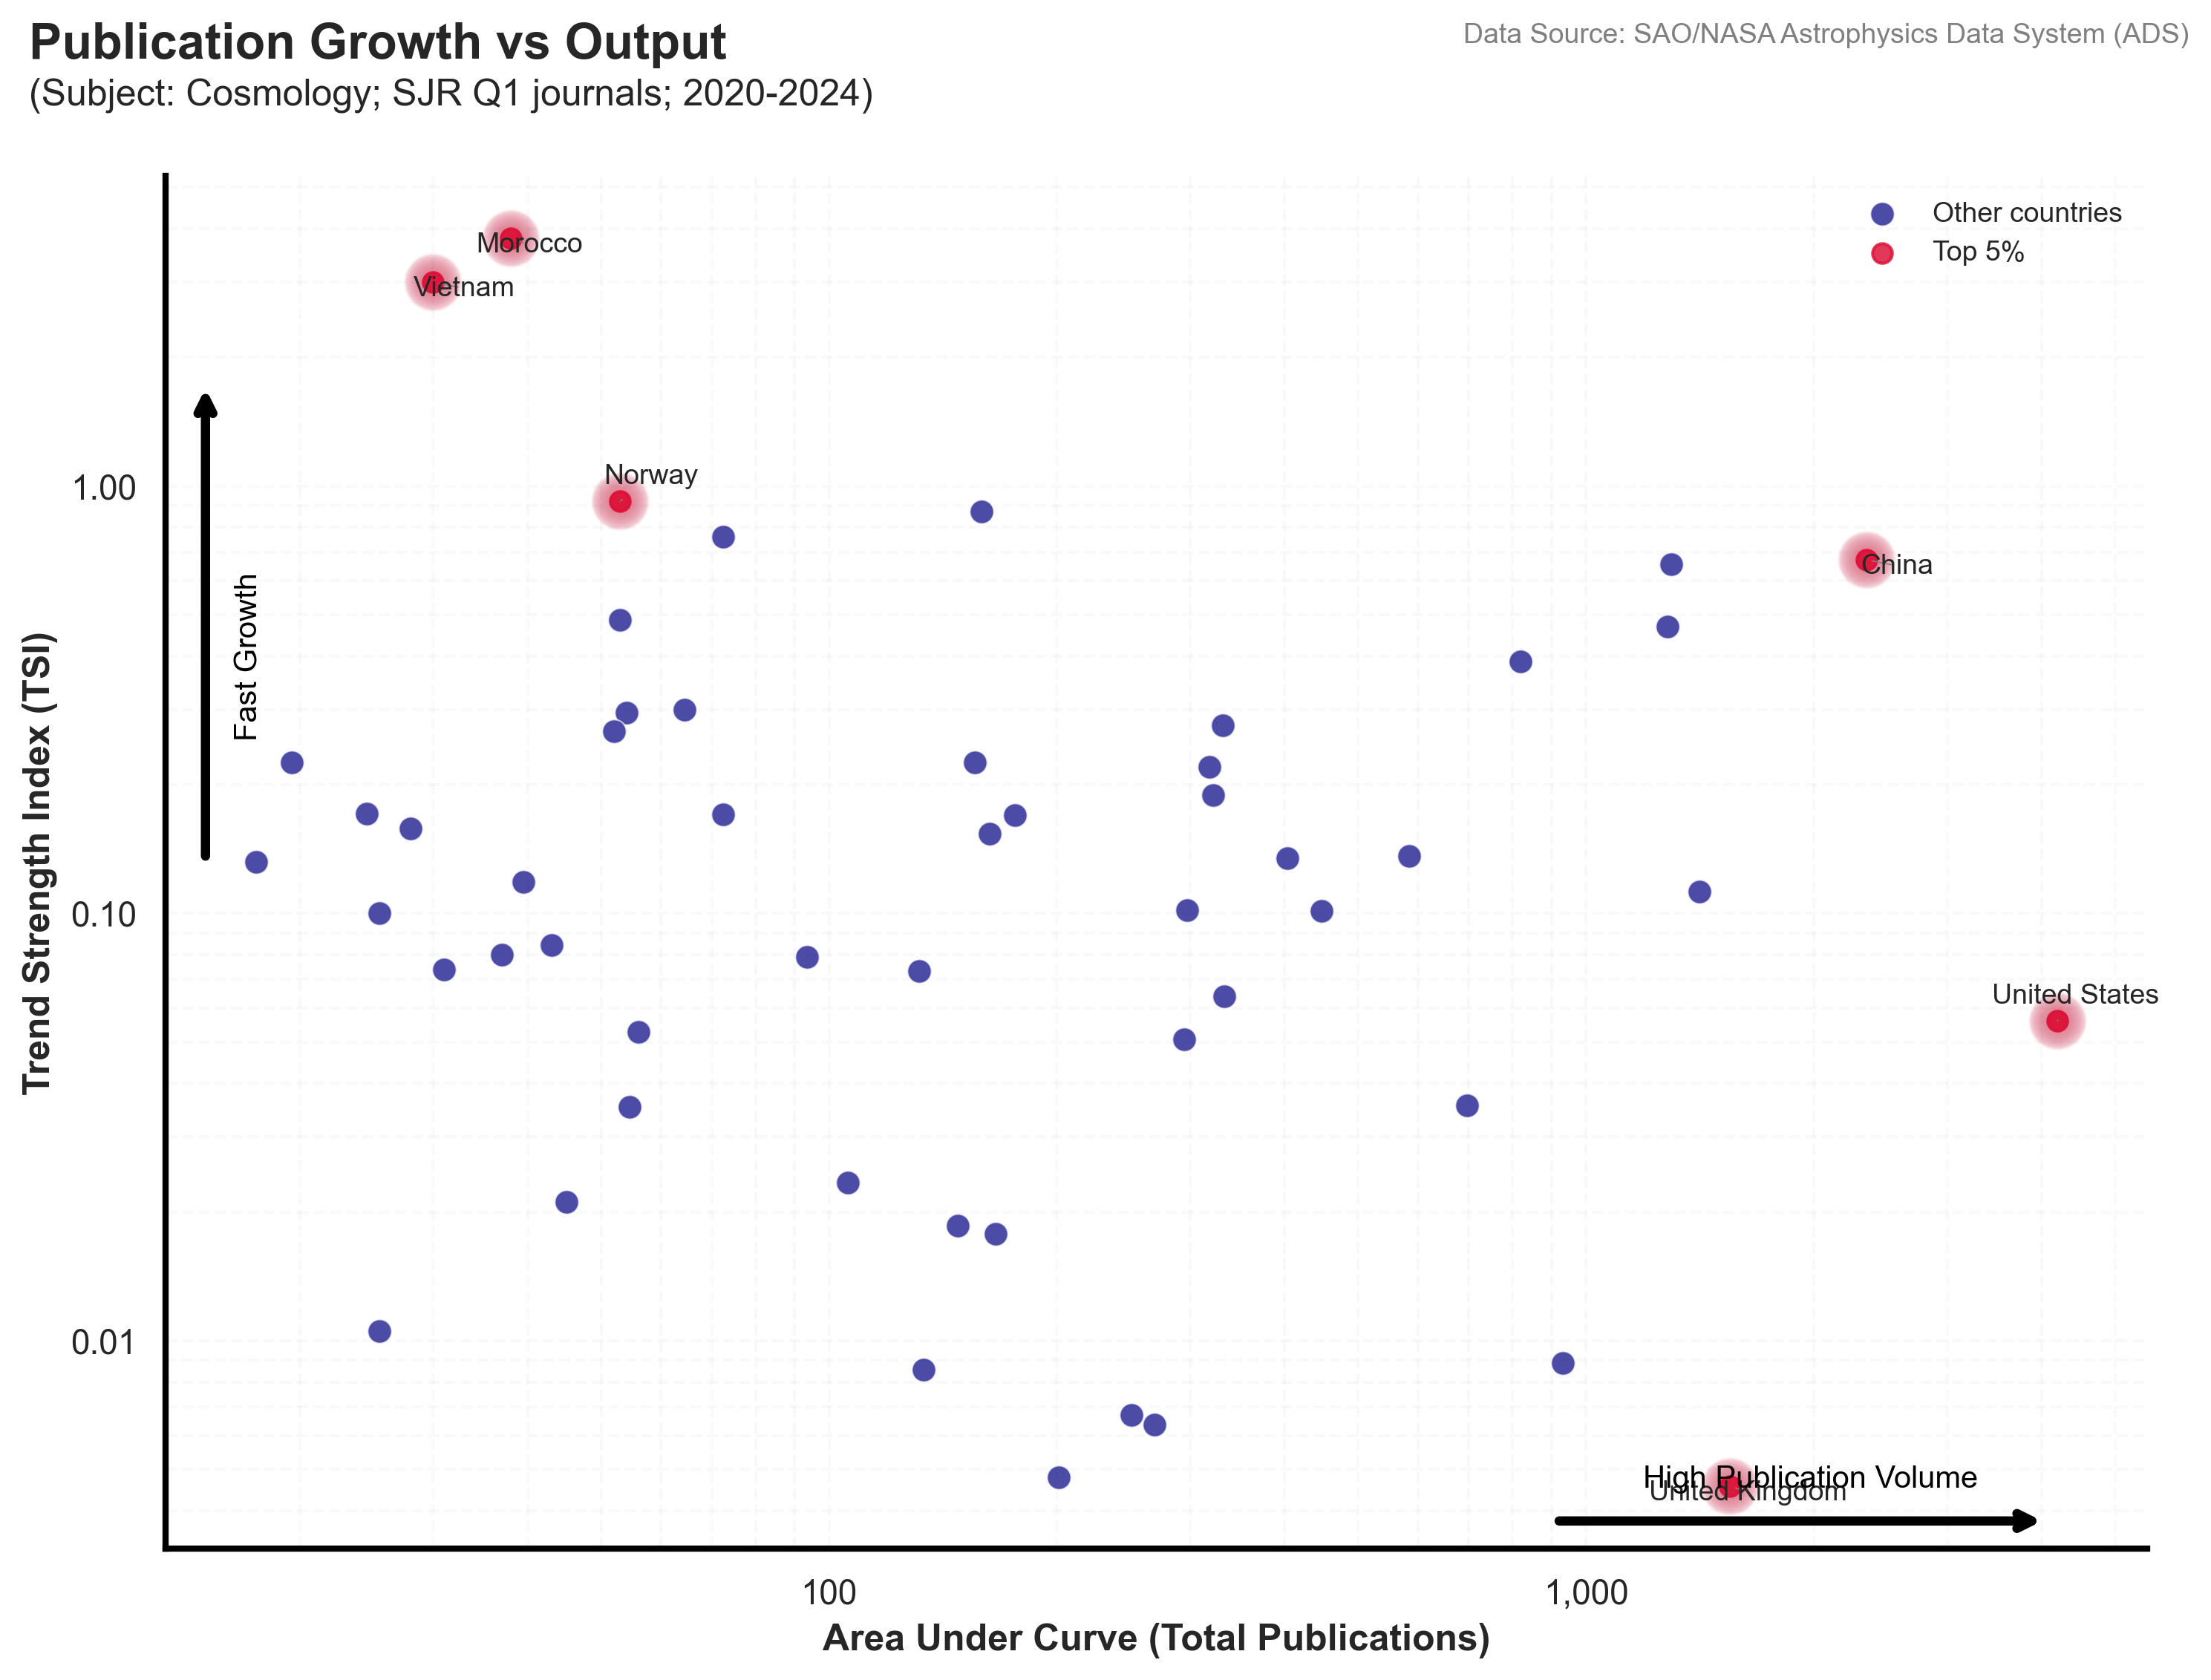 Publication Growth vs Output
Data Source: SAO/NASA Astrophysics Data System (ADS)
(Subject: Cosmology; SJR Q1 journals; 2020-2024)
Other countries
Top 5%
Morocco
Vietnam
Norway
China
United States
High Publication Volume
United Kingdom
Fast Growth
Trend Strength Index (TSI)
1.00
0.10
0.01
100
1,000
Area Under Curve (Total Publications)